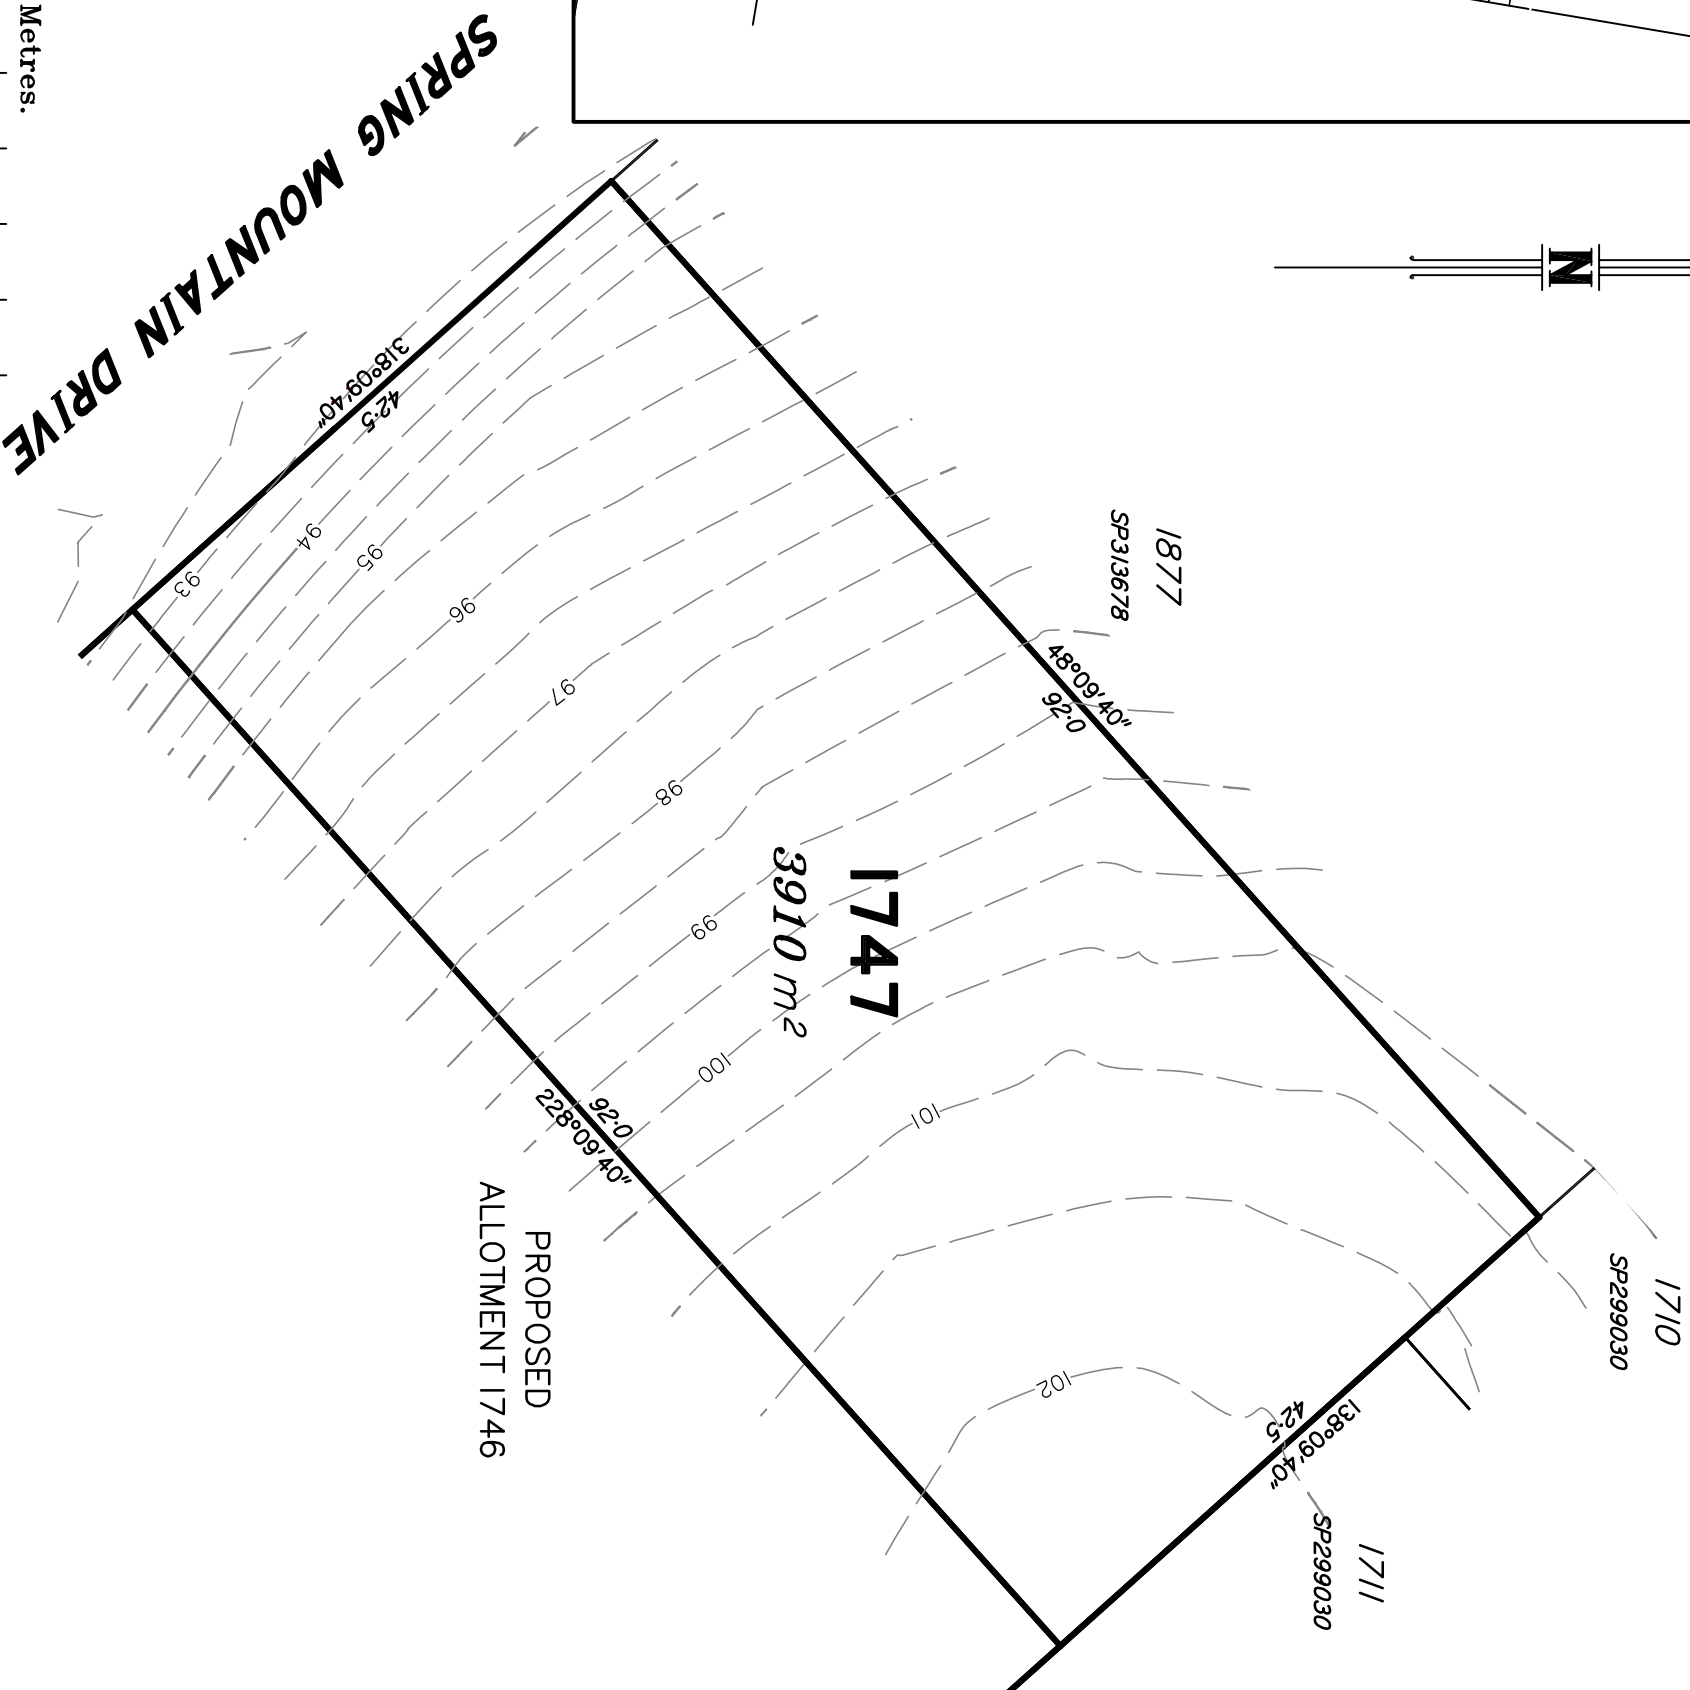 Metres.
SPRING MOUNTAIN DRIVE
N
318°09'40"
42·5
93
94
95
96
97
98
99
100
101
102
1877
SP313678
48°09'40"
92·0
1747
3910 m²
92·0
228°09'40"
PROPOSED
ALLOTMENT 1746
1710
SP299030
42·5
138°09'40"
1711
SP299030